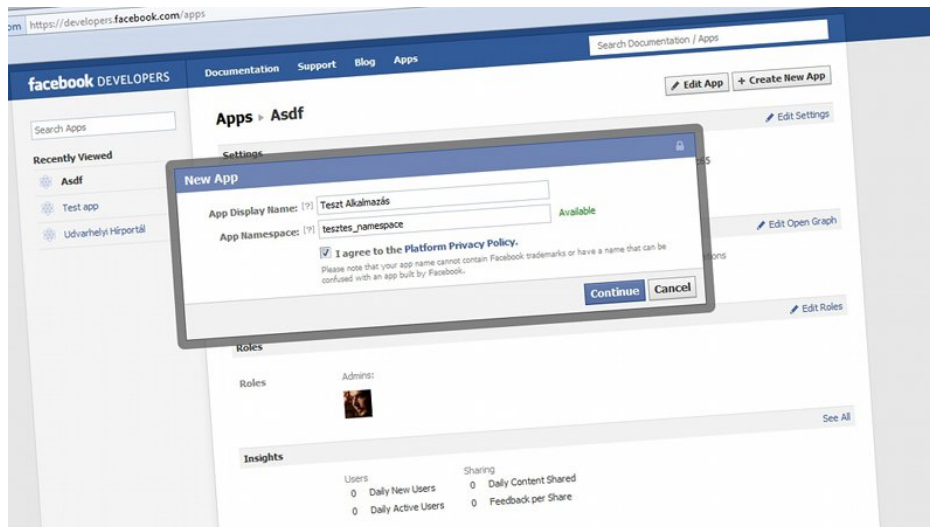 https://developers.facebook.com/apps
facebook DEVELOPERS
Documentation Support Blog Apps
Search Documentation / Apps
Search Apps
Recently Viewed
Asdf
Test app
Udvarhelyi Hírportál
Apps ▸ Asdf
Edit App
+ Create New App
Settings
Edit Settings
New App
App Display Name: [?] Teszt Alkalmazás
App Namespace: [?] tesztes_namespace Available
I agree to the Platform Privacy Policy.
Please note that your app name cannot contain Facebook trademarks or have a name that can be
confused with an app built by Facebook.
Continue Cancel
Edit Open Graph
Roles
Edit Roles
Roles
Admins:
Insights
See All
Users
0 Daily New Users
0 Daily Active Users
Sharing
0 Daily Content Shared
0 Feedback per Share